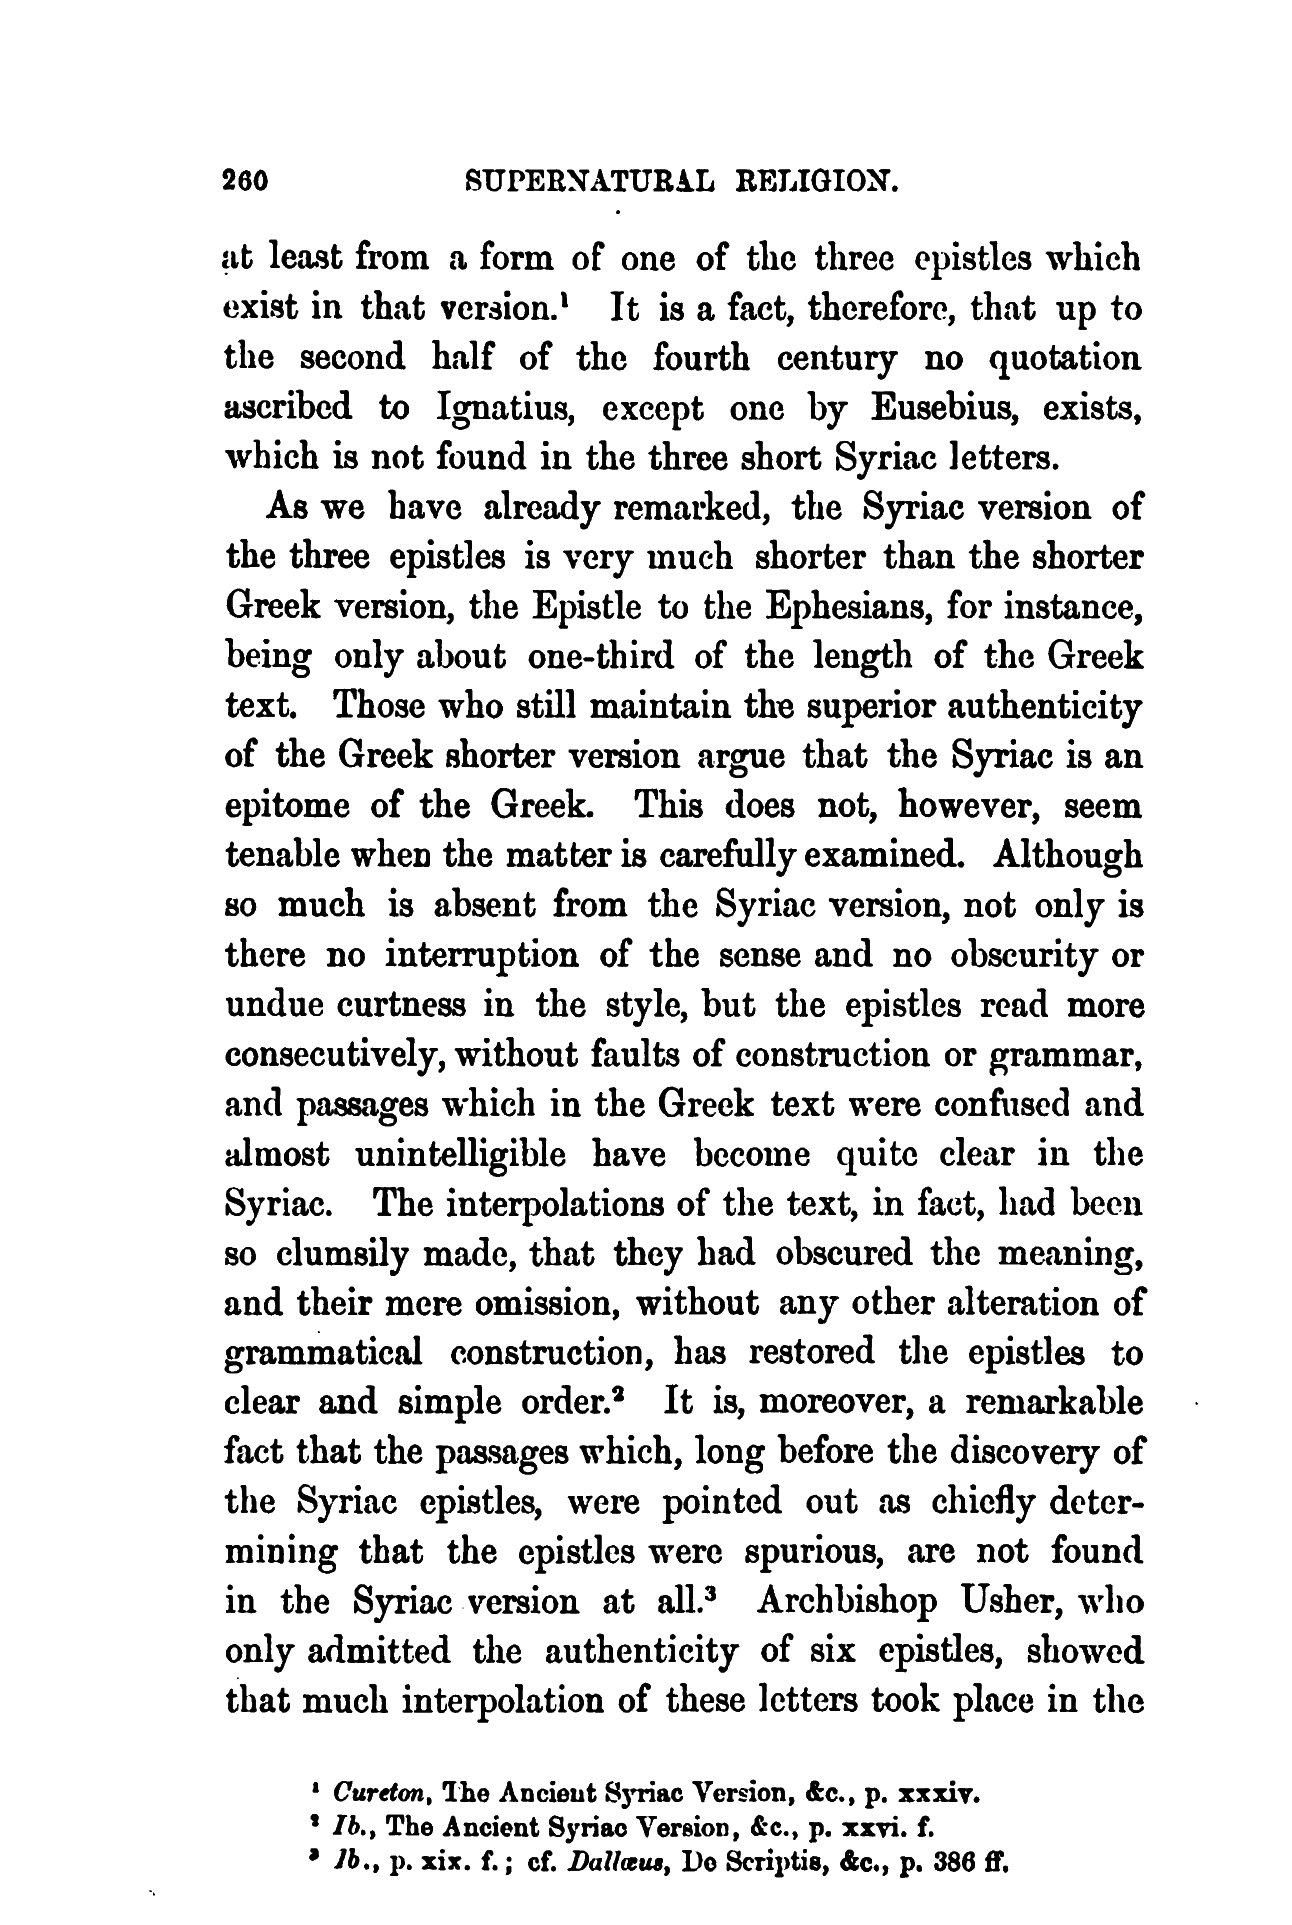 260 SUPERNATURAL RELIGION.
at least from a form of one of the three epistles which
exist in that version.¹ It is a fact, therefore, that up to
the second half of the fourth century no quotation
ascribed to Ignatius, except one by Eusebius, exists,
which is not found in the three short Syriac letters.
As we have already remarked, the Syriac version of
the three epistles is very much shorter than the shorter
Greek version, the Epistle to the Ephesians, for instance,
being only about one-third of the length of the Greek
text. Those who still maintain the superior authenticity
of the Greek shorter version argue that the Syriac is an
epitome of the Greek. This does not, however, seem
tenable when the matter is carefully examined. Although
so much is absent from the Syriac version, not only is
there no interruption of the sense and no obscurity or
undue curtness in the style, but the epistles read more
consecutively, without faults of construction or grammar,
and passages which in the Greek text were confused and
almost unintelligible have become quite clear in the
Syriac. The interpolations of the text, in fact, had been
so clumsily made, that they had obscured the meaning,
and their mere omission, without any other alteration of
grammatical construction, has restored the epistles to
clear and simple order.² It is, moreover, a remarkable
fact that the passages which, long before the discovery of
the Syriac epistles, were pointed out as chiefly deter-
mining that the epistles were spurious, are not found
in the Syriac version at all.³ Archbishop Usher, who
only admitted the authenticity of six epistles, showed
that much interpolation of these letters took place in the
¹ Cureton, The Ancient Syriac Version, &c., p. xxxiv.
² Ib., The Ancient Syriac Version, &c., p. xxvi. f.
³ Ib., p. xix. f.; cf. Dallæus, De Scriptis, &c., p. 386 ff.